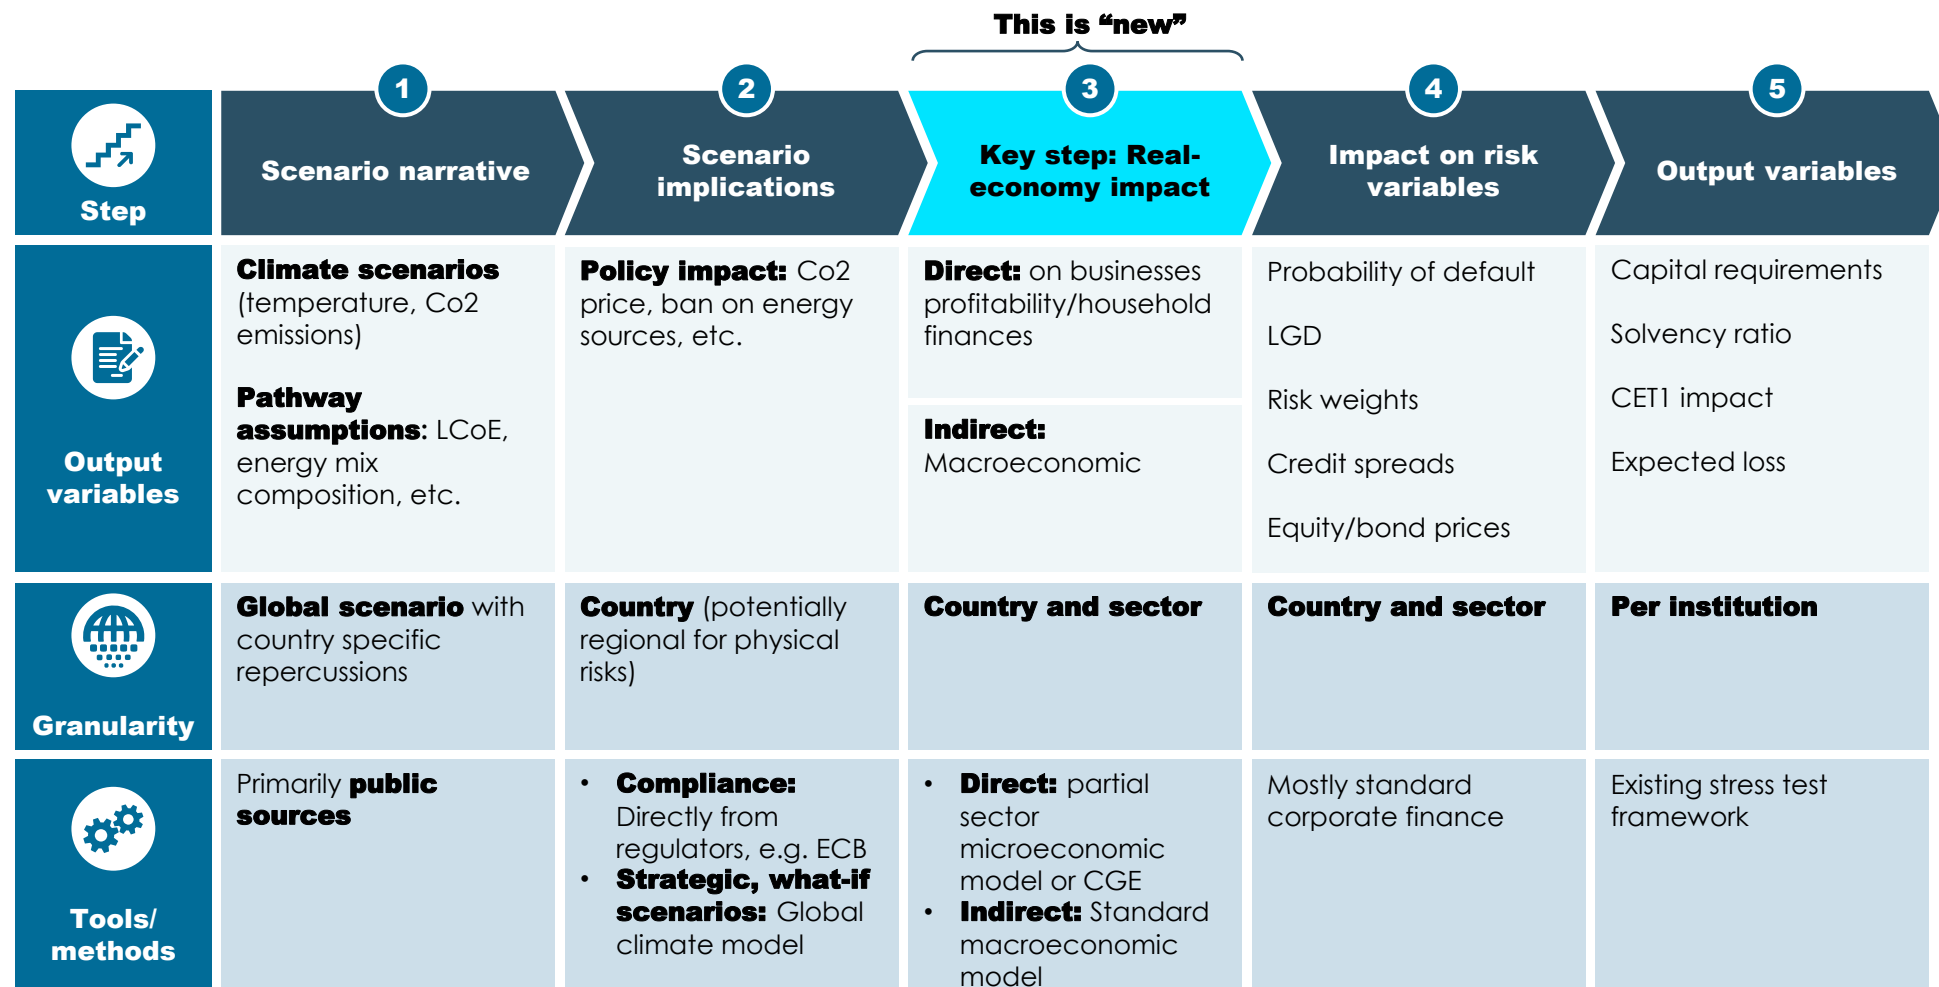 This is “new”
1
2
3
4
5
Step
Scenario narrative
Scenario
implications
Key step: Real-
economy impact
Impact on risk
variables
Output variables
Output
variables
Climate scenarios
(temperature, Co2
emissions)
Pathway
assumptions: LCoE,
energy mix
composition, etc.
Policy impact: Co2
price, ban on energy
sources, etc.
Direct: on businesses
profitability/household
finances
Indirect:
Macroeconomic
Probability of default
LGD
Risk weights
Credit spreads
Equity/bond prices
Capital requirements
Solvency ratio
CET1 impact
Expected loss
Granularity
Global scenario with
country specific
repercussions
Country (potentially
regional for physical
risks)
Country and sector
Country and sector
Per institution
Tools/
methods
Primarily public
sources
• Compliance:
Directly from
regulators, e.g. ECB
• Strategic, what-if
scenarios: Global
climate model
• Direct: partial
sector
microeconomic
model or CGE
• Indirect: Standard
macroeconomic
model
Mostly standard
corporate finance
Existing stress test
framework